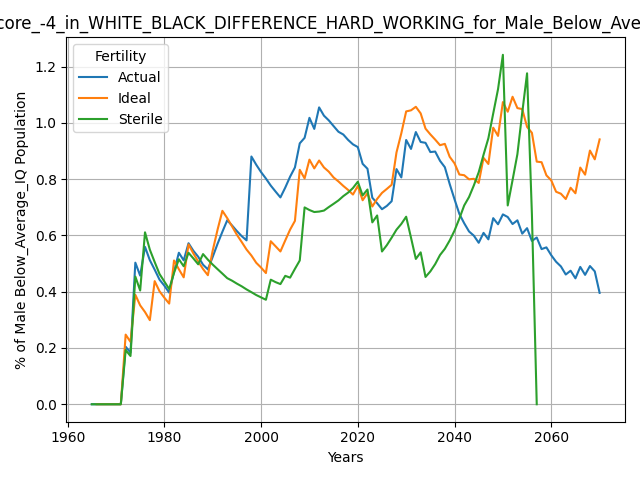 core_-4_in_WHITE_BLACK_DIFFERENCE_HARD_WORKING_for_Male_Below_Ave
Fertility
Actual
Ideal
Sterile
% of Male Below_Average_IQ Population
1.2
1.0
0.8
0.6
0.4
0.2
0.0
1960 1980 2000 2020 2040 2060
Years